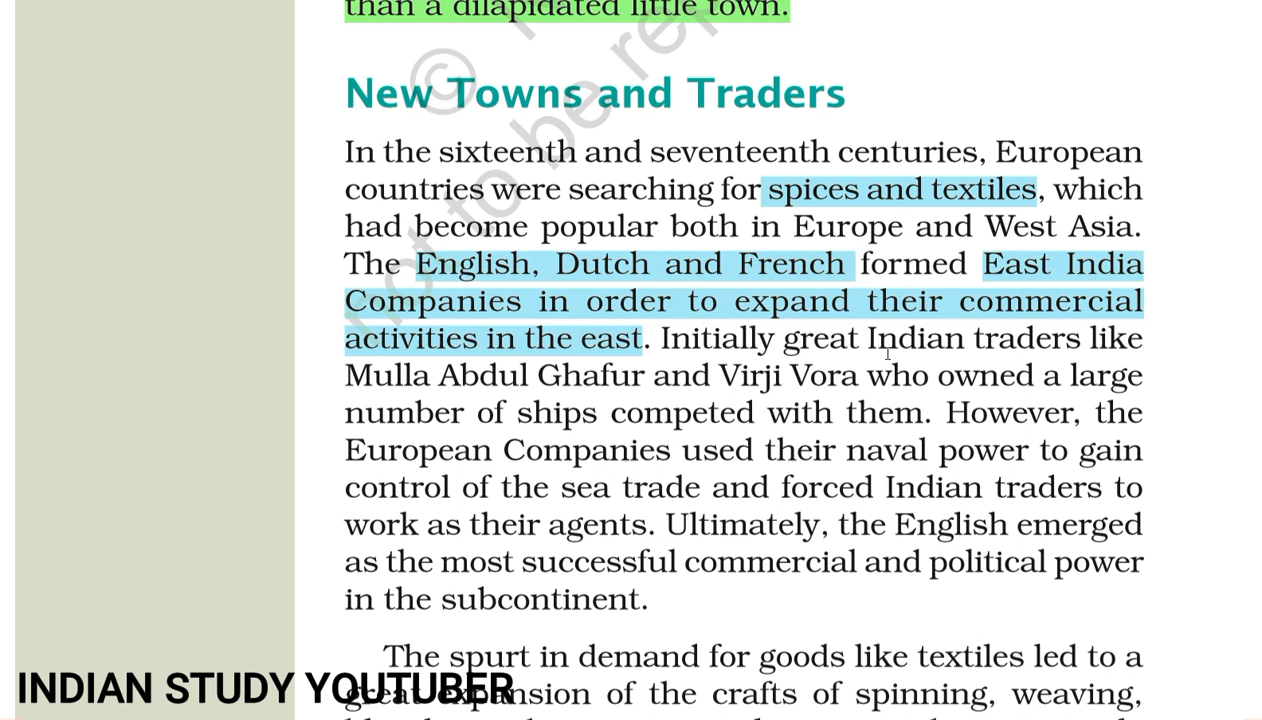 than a dilapidated little town.
New Towns and Traders
In the sixteenth and seventeenth centuries, European
countries were searching for spices and textiles, which
had become popular both in Europe and West Asia.
The English, Dutch and French formed East India
Companies in order to expand their commercial
activities in the east. Initially great Indian traders like
Mulla Abdul Ghafur and Virji Vora who owned a large
number of ships competed with them. However, the
European Companies used their naval power to gain
control of the sea trade and forced Indian traders to
work as their agents. Ultimately, the English emerged
as the most successful commercial and political power
in the subcontinent.
The spurt in demand for goods like textiles led to a
great expansion of the crafts of spinning, weaving,
INDIAN STUDY YOUTUBER
©
not to be